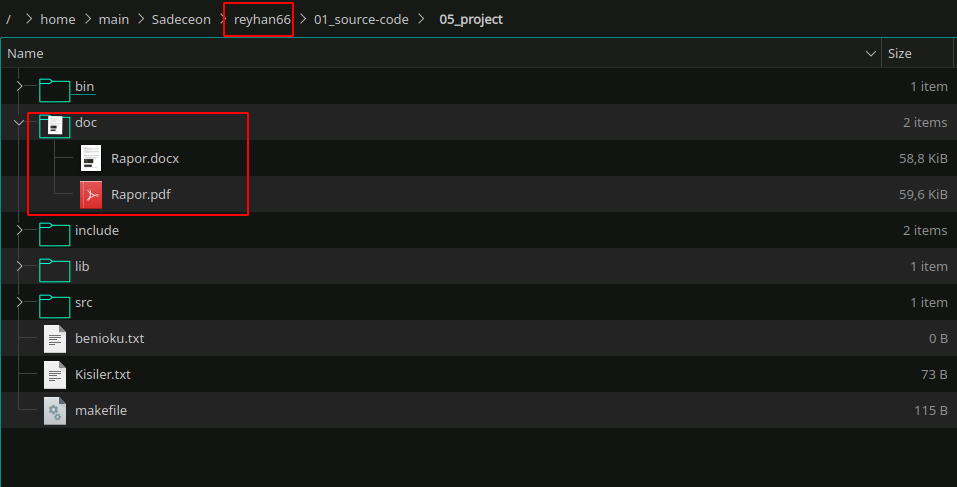 / > home > main > Sadeceon > reyhan66 > 01_source-code > 05_project
Name Size
bin 1 item
doc 2 items
Rapor.docx 58,8 KiB
Rapor.pdf 59,6 KiB
include 2 items
lib 1 item
src 1 item
benioku.txt 0 B
Kisiler.txt 73 B
makefile 115 B